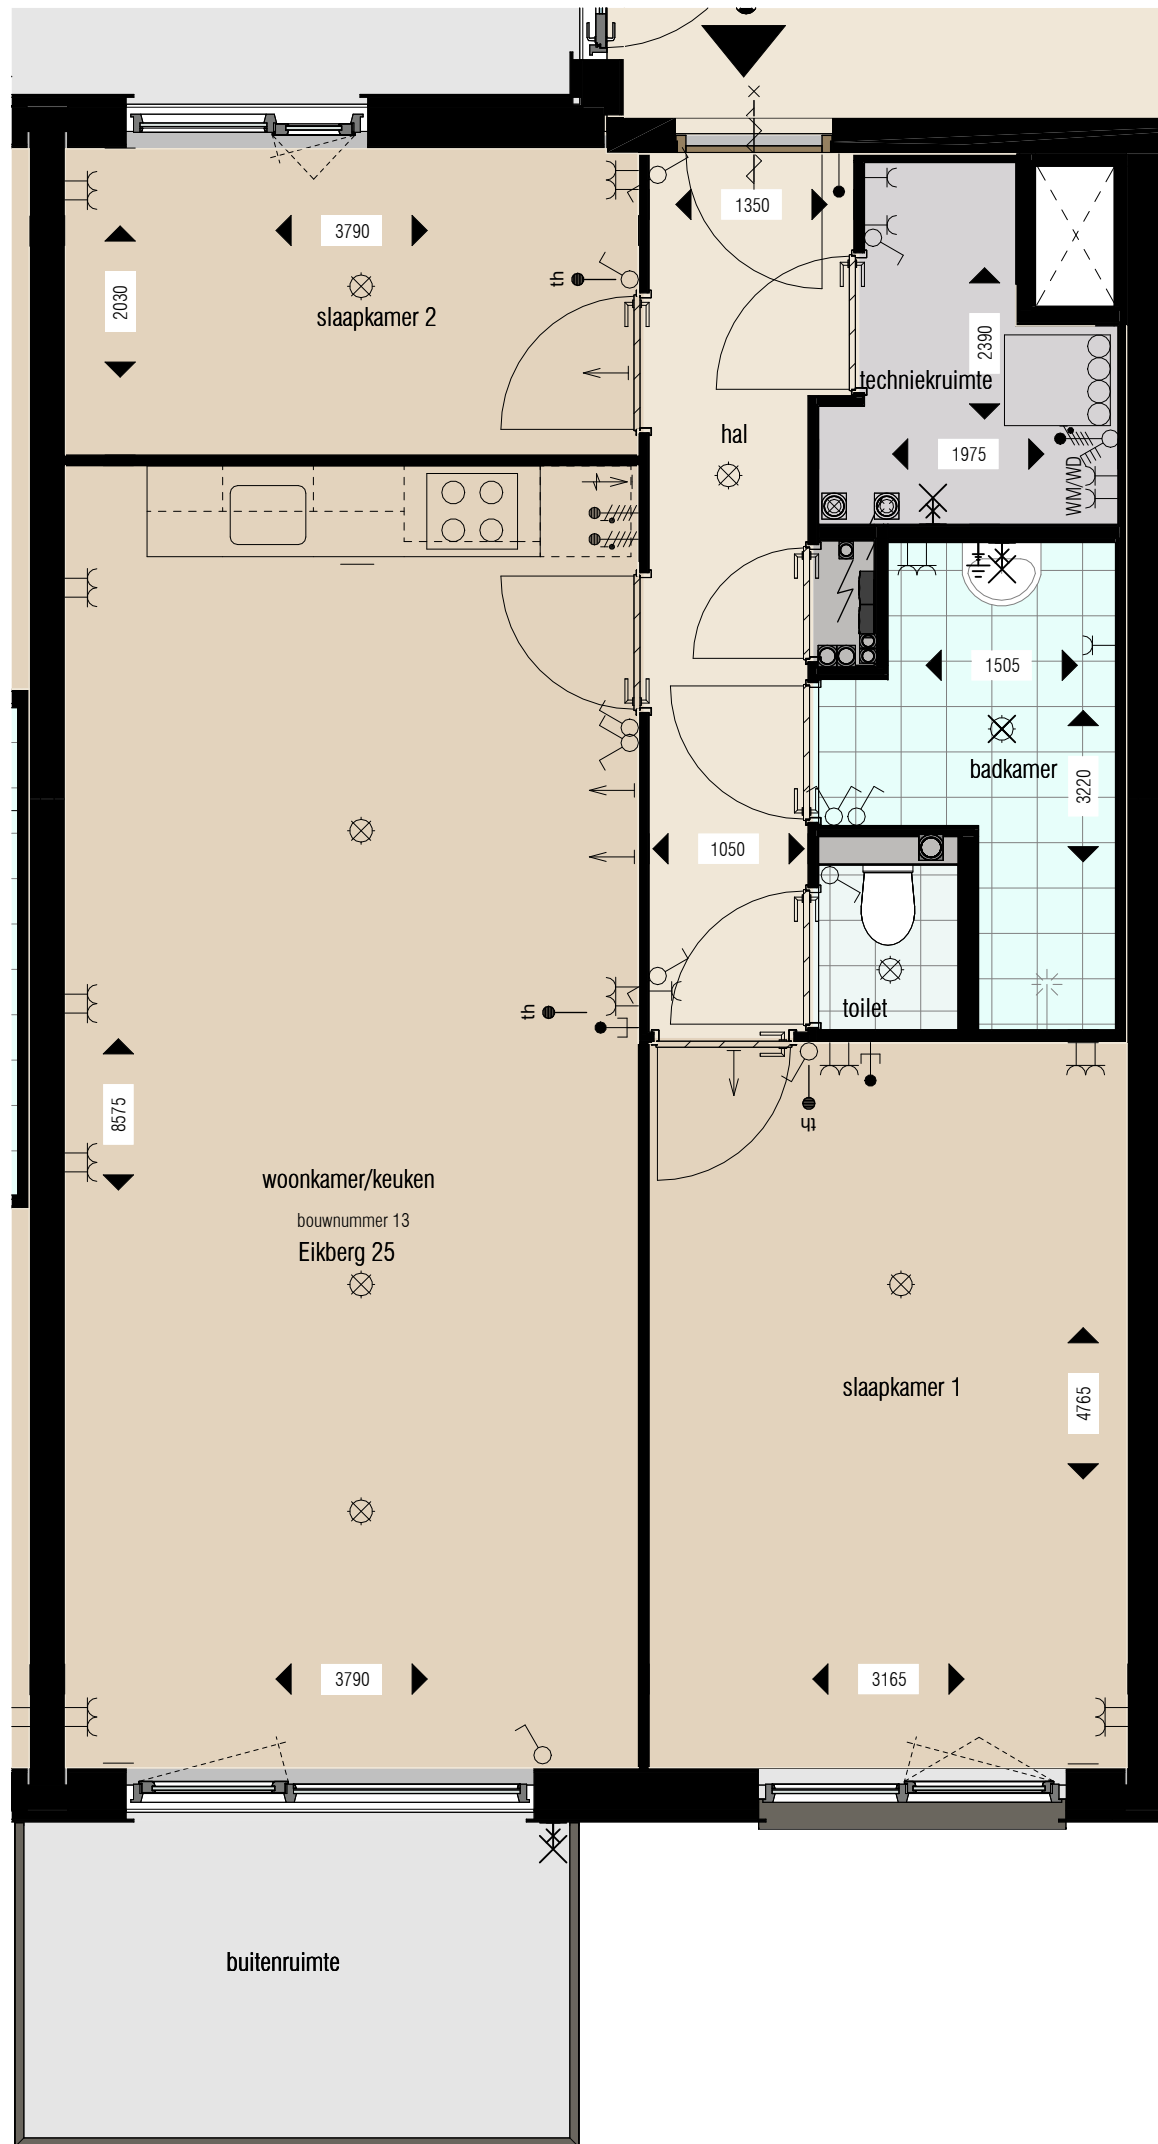 1350
3790
th
2030
slaapkamer 2
2390
techniekruimte
hal
1975
WM/WD
1505
badkamer
3220
1050
toilet
th
th
8575
woonkamer/keuken
bouwnummer 13
Eikberg 25
slaapkamer 1
4765
3790
3165
buitenruimte